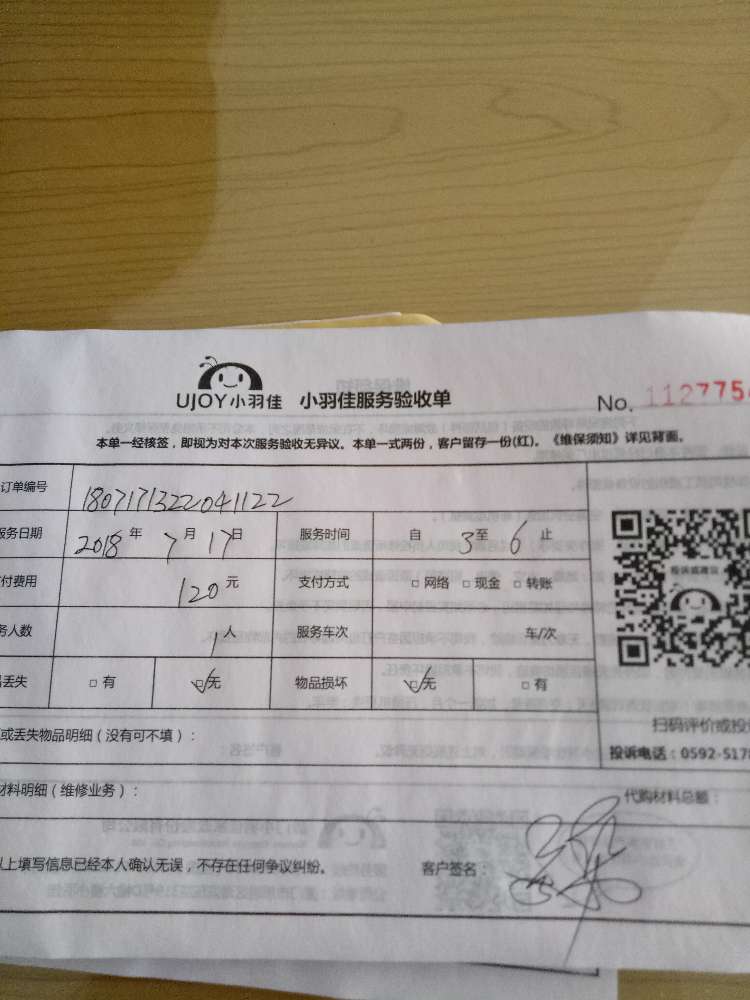 UJOY小羽佳 小羽佳服务验收单 No. 1127754
本单一经核签，即视为对本次服务验收无异议。本单一式两份，客户留存一份(红)。《维保须知》详见背面。
订单编号 1807171322041122
服务日期 2018 年 7 月 17 日 服务时间 自 3 至 6 止
付费用 120 元 支付方式 □ 网络 □ 现金 □ 转账
务人数 1 人 服务车次 车/次
丢失 □ 有 ☑ 无 物品损坏 ☑ 无 □ 有
或丢失物品明细（没有可不填）：
材料明细（维修业务）：
代购材料总额：
投诉或建议
扫码评价或投
投诉电话：0592-5178
以上填写信息已经本人确认无误，不存在任何争议纠纷。 客户签名：